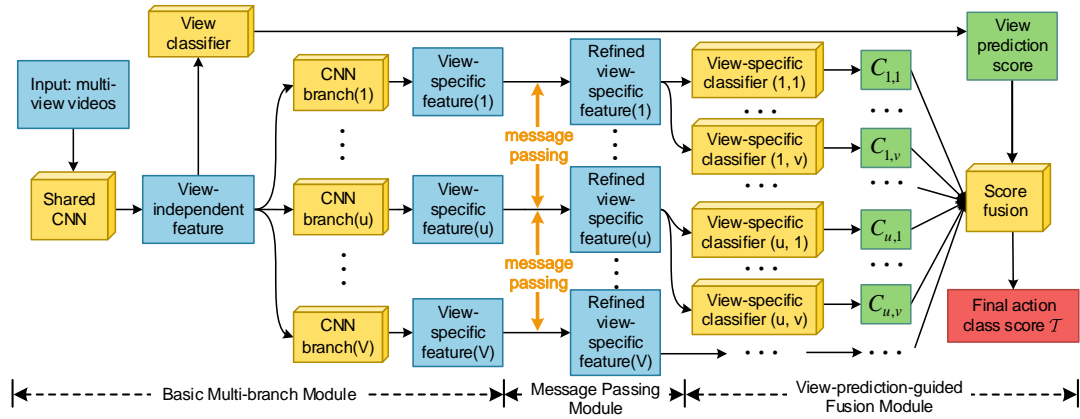 View
classifier
Input: multi-
view videos
Shared
CNN
View-
independent
feature
CNN
branch(1)
CNN
branch(u)
CNN
branch(V)
View-
specific
feature(1)
View-
specific
feature(u)
View-
specific
feature(V)
message
passing
message
passing
Refined
view-
specific
feature(1)
Refined
view-
specific
feature(u)
Refined
view-
specific
feature(V)
View-specific
classifier (1,1)
View-specific
classifier (1, v)
View-specific
classifier (u, 1)
View-specific
classifier (u, v)
C1,1
C1,v
Cu,1
Cu,v
View
prediction
score
Score
fusion
Final action
class score 𝒯
Basic Multi-branch Module
Message Passing
Module
View-prediction-guided
Fusion Module